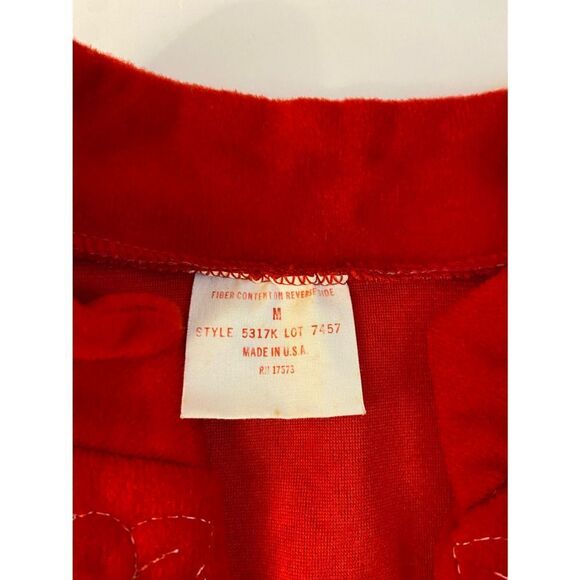 FIBER CONTENT ON REVERSE SIDE
M
STYLE 5317K LOT 7457
MADE IN U.S.A.
RN 17573